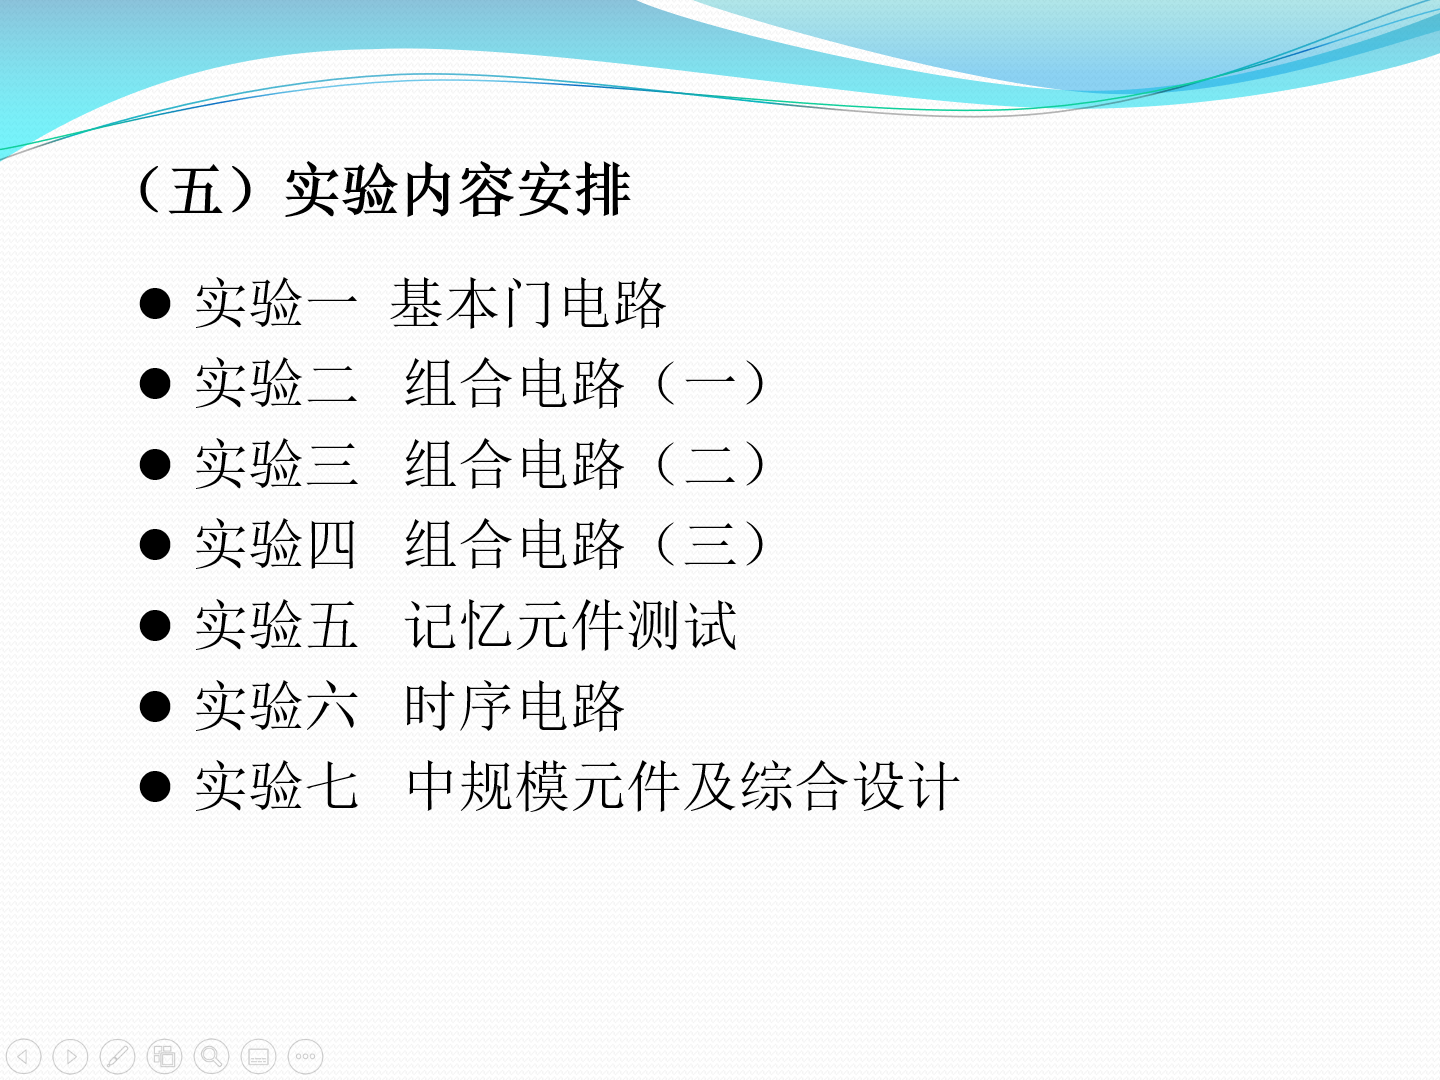 （五）实验内容安排
● 实验一 基本门电路
● 实验二 组合电路（一）
● 实验三 组合电路（二）
● 实验四 组合电路（三）
● 实验五 记忆元件测试
● 实验六 时序电路
● 实验七 中规模元件及综合设计